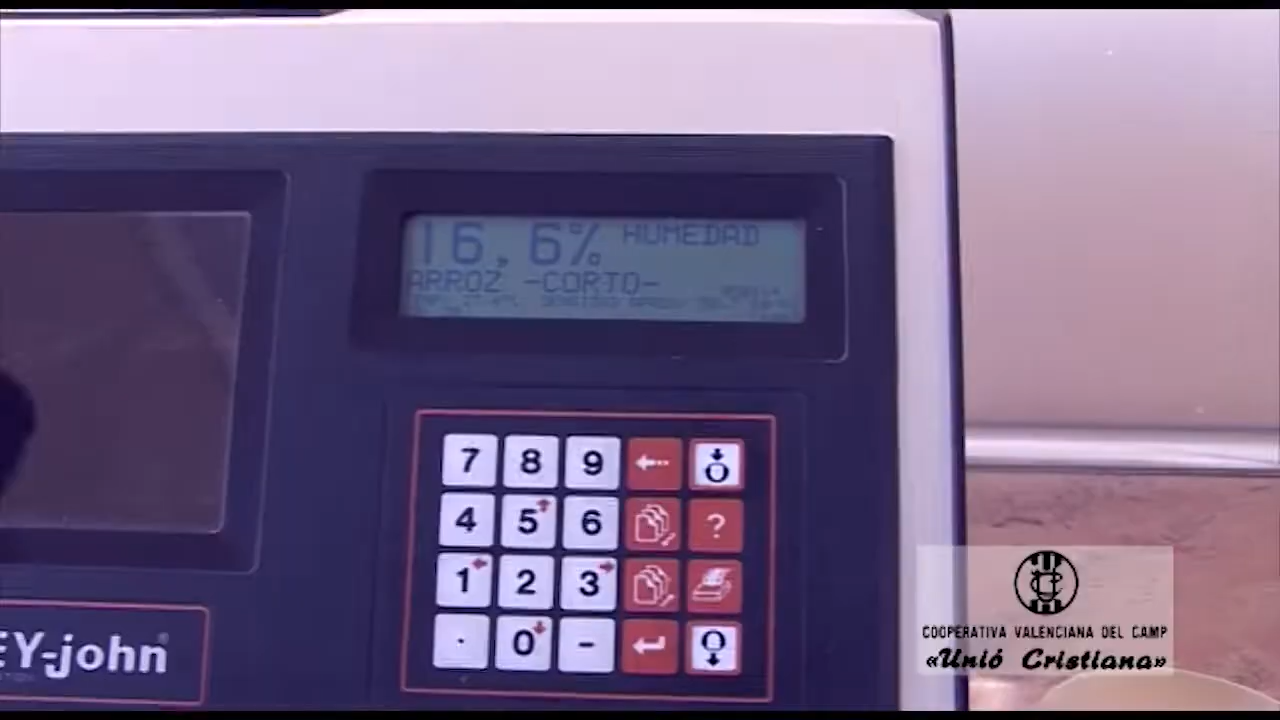 16,6% HUMEDAD
ARROZ -CORTO-
7 8 9
4 5 6 ?
1 2 3
. 0 -
EY-john®
COOPERATIVA VALENCIANA DEL CAMP
«Unió Cristiana»